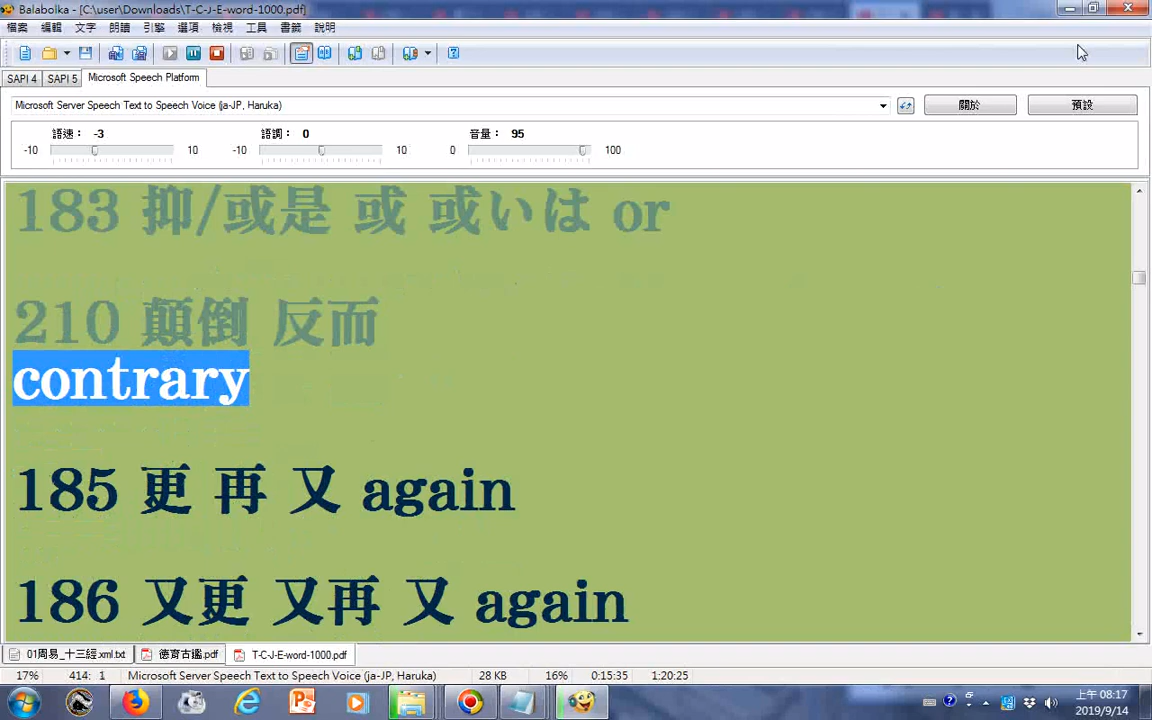 Balabolka - [C:\user\Downloads\T-C-J-E-word-1000.pdf]
檔案 編輯 文字 朗讀 引擎 選項 檢視 工具 書籤 說明
SAPI 4 SAPI 5 Microsoft Speech Platform
Microsoft Server Speech Text to Speech Voice (ja-JP, Haruka) 關於 預設
語速： -3 語調： 0 音量： 95
-10 10 -10 10 0 100
183 抑/或是 或 或いは or
210 顛倒 反而
contrary
185 更 再 又 again
186 又更 又再 又 again
01周易_十三經.xml.txt 德育古鑑.pdf T-C-J-E-word-1000.pdf
17% 414: 1 Microsoft Server Speech Text to Speech Voice (ja-JP, Haruka) 28 KB 16% 0:15:35 1:20:25
上午 08:17
2019/9/14